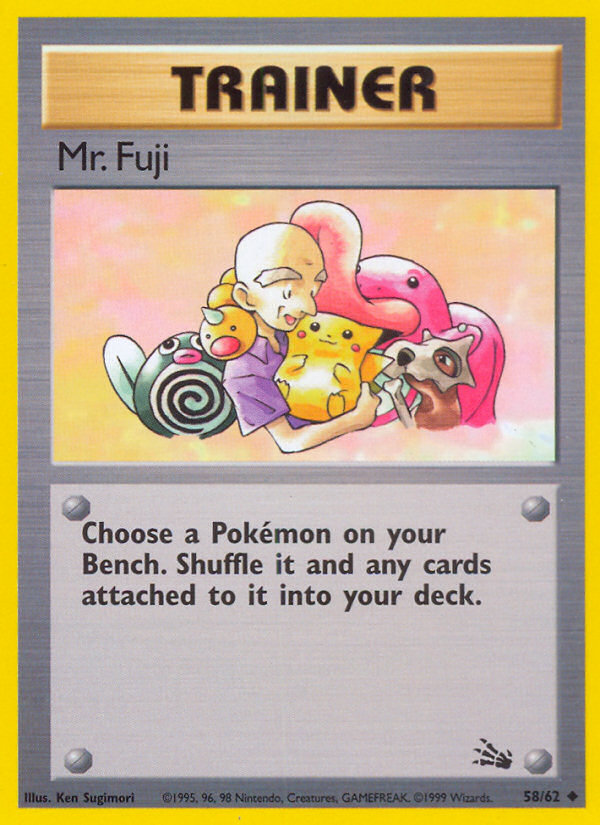 TRAINER
Mr. Fuji
Choose a Pokémon on your
Bench. Shuffle it and any cards
attached to it into your deck.
Illus. Ken Sugimori ©1995, 96, 98 Nintendo, Creatures, GAMEFREAK. ©1999 Wizards. 58/62 ◆